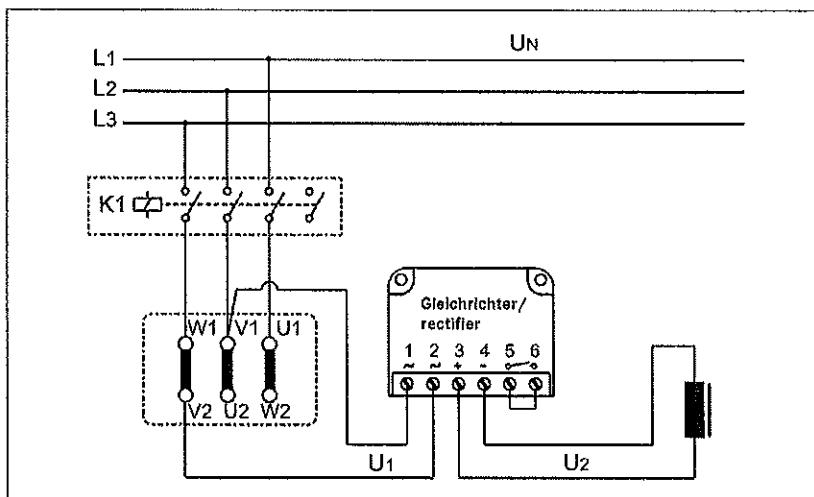 UN
L1
L2
L3
K1
Gleichrichter/
rectifier
1 2 3 4 5 6
~ ~ + -
W1 V1 U1
V2 U2 W2
U1
U2